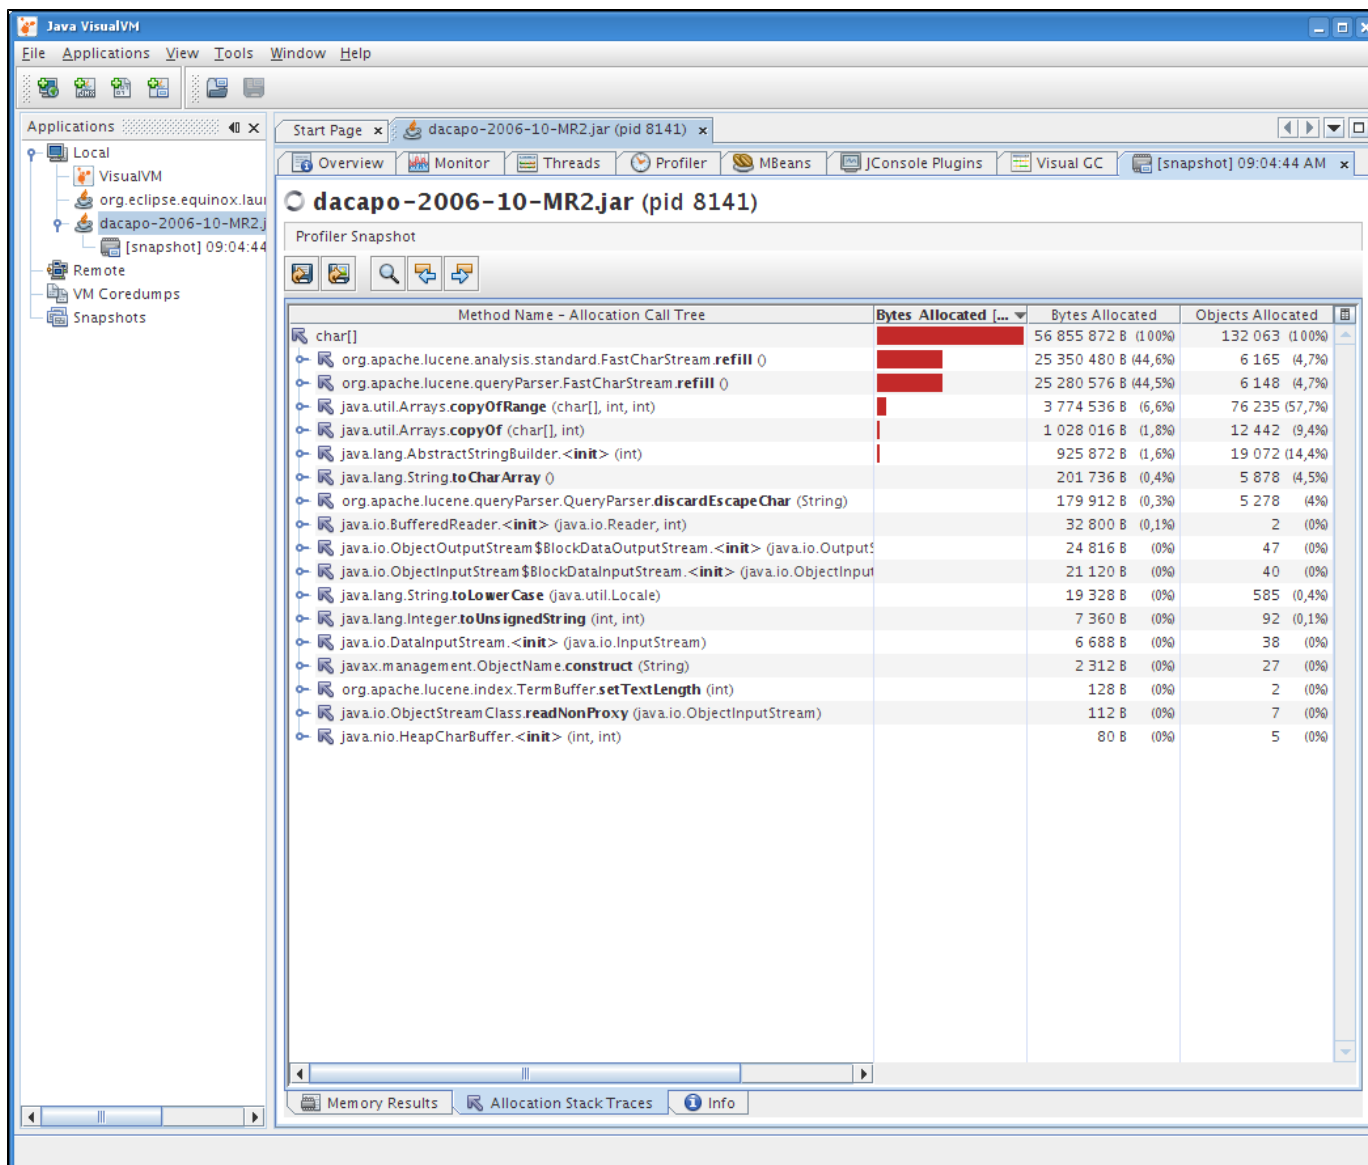 Java VisualVM
File Applications View Tools Window Help
Applications
Local
VisualVM
org.eclipse.equinox.laun
dacapo-2006-10-MR2.j
[snapshot] 09:04:44
Remote
VM Coredumps
Snapshots
Start Page dacapo-2006-10-MR2.jar (pid 8141)
Overview Monitor Threads Profiler MBeans JConsole Plugins Visual GC [snapshot] 09:04:44 AM
dacapo-2006-10-MR2.jar (pid 8141)
Profiler Snapshot
Method Name – Allocation Call Tree Bytes Allocated [... Bytes Allocated Objects Allocated
char[] 56 855 872 B (100%) 132 063 (100%)
org.apache.lucene.analysis.standard.FastCharStream.refill () 25 350 480 B (44,6%) 6 165 (4,7%)
org.apache.lucene.queryParser.FastCharStream.refill () 25 280 576 B (44,5%) 6 148 (4,7%)
java.util.Arrays.copyOfRange (char[], int, int) 3 774 536 B (6,6%) 76 235 (57,7%)
java.util.Arrays.copyOf (char[], int) 1 028 016 B (1,8%) 12 442 (9,4%)
java.lang.AbstractStringBuilder.<init> (int) 925 872 B (1,6%) 19 072 (14,4%)
java.lang.String.toCharArray () 201 736 B (0,4%) 5 878 (4,5%)
org.apache.lucene.queryParser.QueryParser.discardEscapeChar (String) 179 912 B (0,3%) 5 278 (4%)
java.io.BufferedReader.<init> (java.io.Reader, int) 32 800 B (0,1%) 2 (0%)
java.io.ObjectOutputStream$BlockDataOutputStream.<init> (java.io.OutputS 24 816 B (0%) 47 (0%)
java.io.ObjectInputStream$BlockDataInputStream.<init> (java.io.ObjectInput 21 120 B (0%) 40 (0%)
java.lang.String.toLowerCase (java.util.Locale) 19 328 B (0%) 585 (0,4%)
java.lang.Integer.toUnsignedString (int, int) 7 360 B (0%) 92 (0,1%)
java.io.DataInputStream.<init> (java.io.InputStream) 6 688 B (0%) 38 (0%)
javax.management.ObjectName.construct (String) 2 312 B (0%) 27 (0%)
org.apache.lucene.index.TermBuffer.setTextLength (int) 128 B (0%) 2 (0%)
java.io.ObjectStreamClass.readNonProxy (java.io.ObjectInputStream) 112 B (0%) 7 (0%)
java.nio.HeapCharBuffer.<init> (int, int) 80 B (0%) 5 (0%)
Memory Results Allocation Stack Traces Info